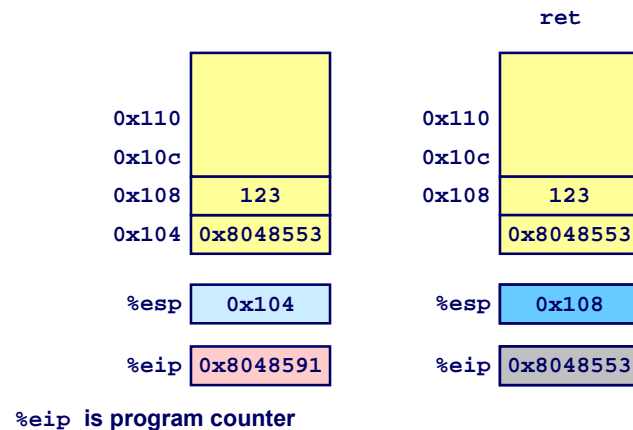 ret
0x110 0x110
0x10c 0x10c
0x108 123 0x108 123
0x104 0x8048553 0x8048553
%esp 0x104 %esp 0x108
%eip 0x8048591 %eip 0x8048553
%eip is program counter